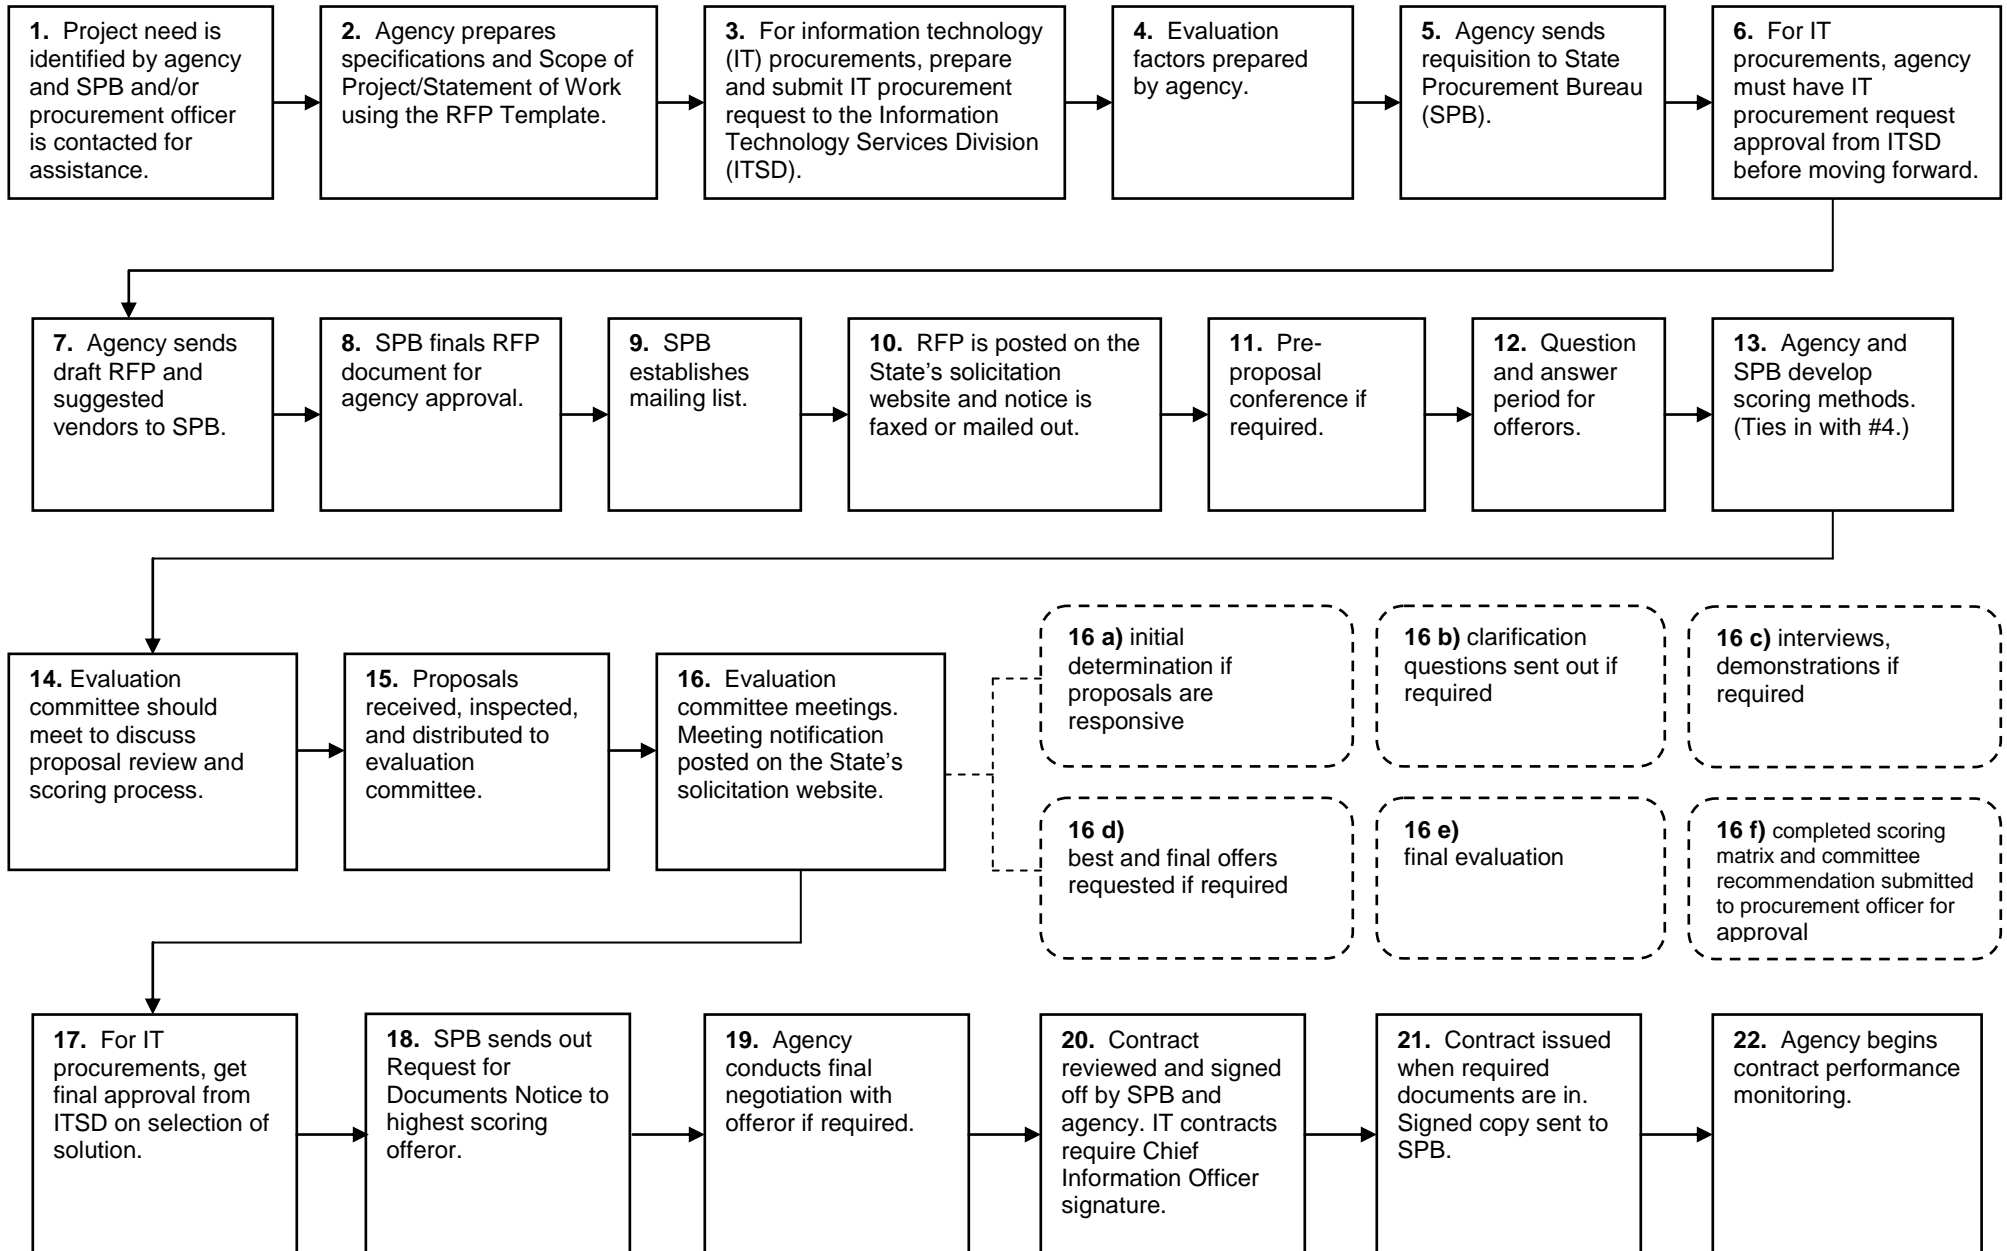 1. Project need is
identified by agency
and SPB and/or
procurement officer
is contacted for
assistance.
2. Agency prepares
specifications and Scope of
Project/Statement of Work
using the RFP Template.
3. For information technology
(IT) procurements, prepare
and submit IT procurement
request to the Information
Technology Services Division
(ITSD).
4. Evaluation
factors prepared
by agency.
5. Agency sends
requisition to State
Procurement Bureau
(SPB).
6. For IT
procurements, agency
must have IT
procurement request
approval from ITSD
before moving forward.
7. Agency sends
draft RFP and
suggested
vendors to SPB.
8. SPB finals RFP
document for
agency approval.
9. SPB
establishes
mailing list.
10. RFP is posted on the
State’s solicitation
website and notice is
faxed or mailed out.
11. Pre-
proposal
conference if
required.
12. Question
and answer
period for
offerors.
13. Agency and
SPB develop
scoring methods.
(Ties in with #4.)
14. Evaluation
committee should
meet to discuss
proposal review and
scoring process.
15. Proposals
received, inspected,
and distributed to
evaluation
committee.
16. Evaluation
committee meetings.
Meeting notification
posted on the State’s
solicitation website.
16 a) initial
determination if
proposals are
responsive
16 b) clarification
questions sent out if
required
16 c) interviews,
demonstrations if
required
16 d)
best and final offers
requested if required
16 e)
final evaluation
16 f) completed scoring
matrix and committee
recommendation submitted
to procurement officer for
approval
17. For IT
procurements, get
final approval from
ITSD on selection of
solution.
18. SPB sends out
Request for
Documents Notice to
highest scoring
offeror.
19. Agency
conducts final
negotiation with
offeror if required.
20. Contract
reviewed and signed
off by SPB and
agency. IT contracts
require Chief
Information Officer
signature.
21. Contract issued
when required
documents are in.
Signed copy sent to
SPB.
22. Agency begins
contract performance
monitoring.